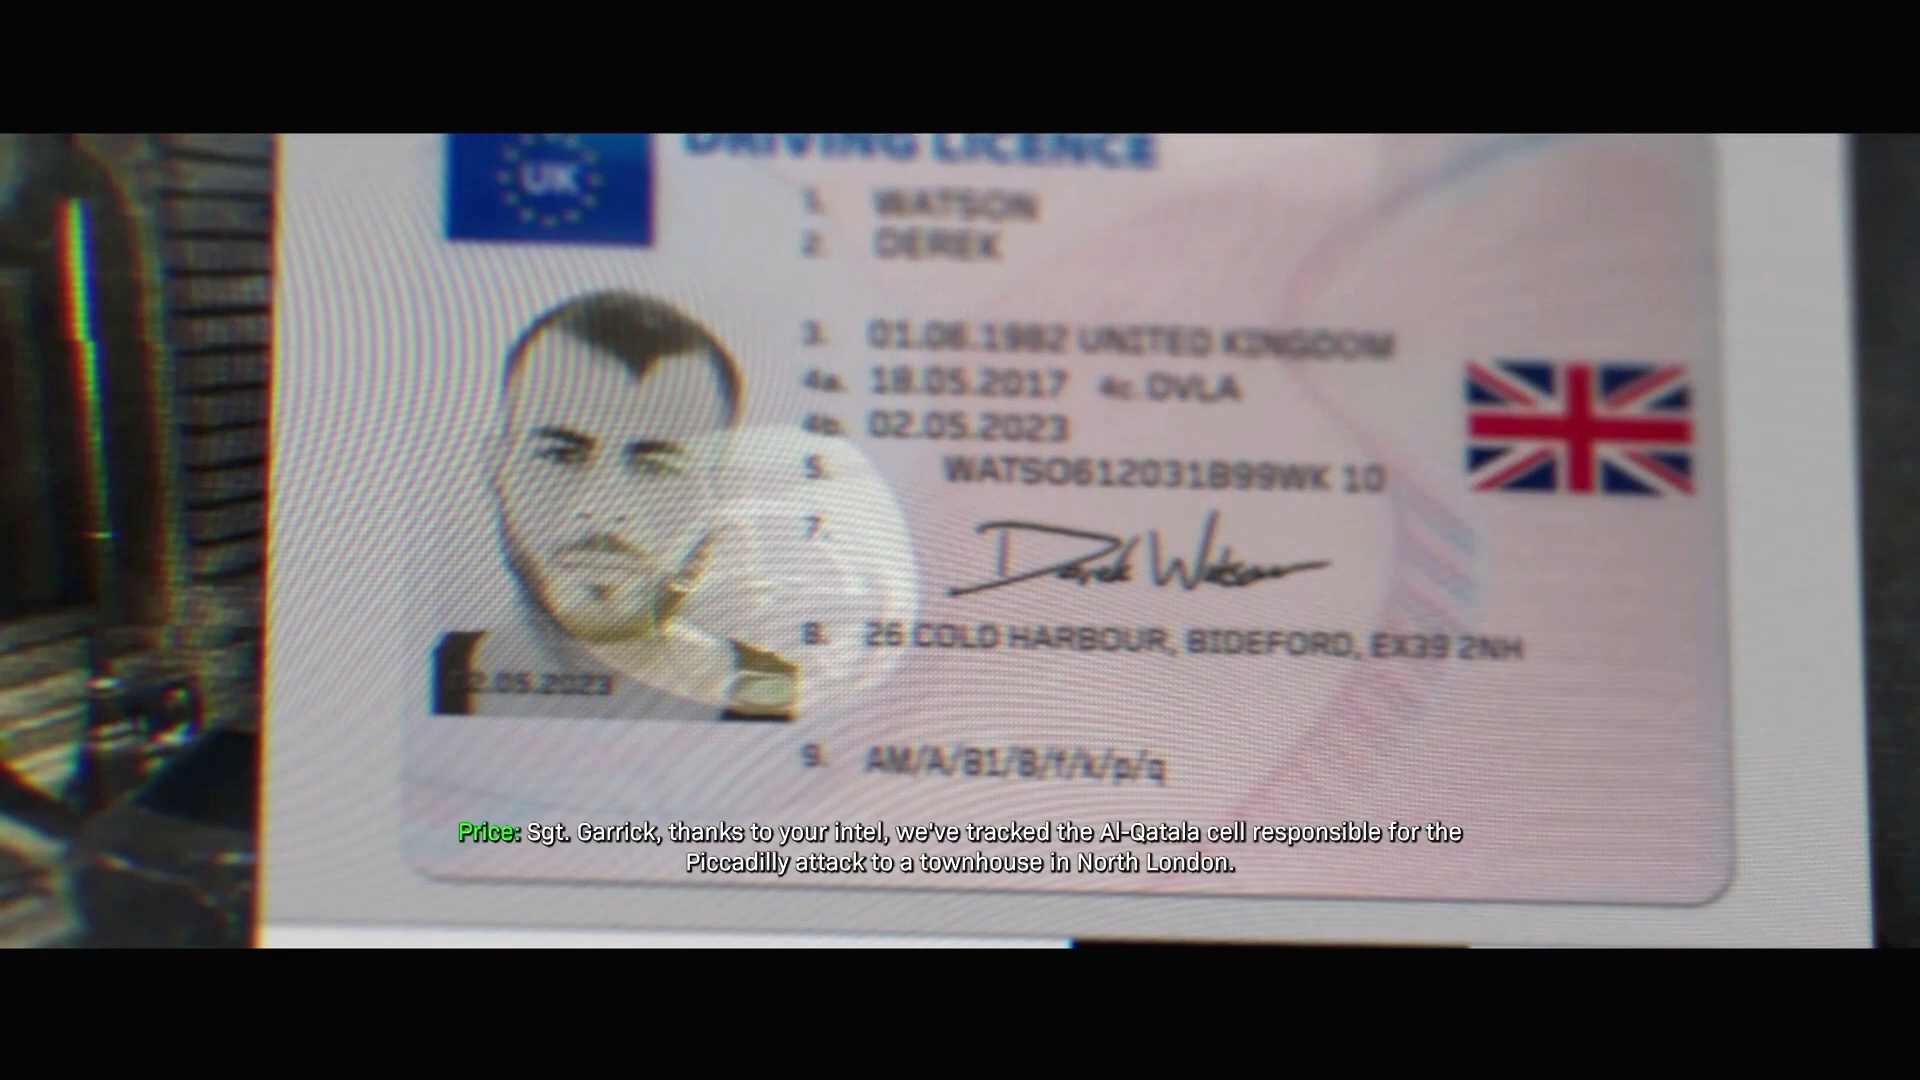 DRIVING LICENCE
UK
1. WATSON
2. DEREK
3. 01.06.1982 UNITED KINGDOM
4a. 18.05.2017 4c. DVLA
4b. 02.05.2023
5. WATSO612031B99WK 10
7. Derek Watson
8. 26 COLD HARBOUR, BIDEFORD, EX39 2NH
02.05.2023
9. AM/A/B1/B/f/k/p/q
Price: Sgt. Garrick, thanks to your intel, we've tracked the Al-Qatala cell responsible for the
Piccadilly attack to a townhouse in North London.